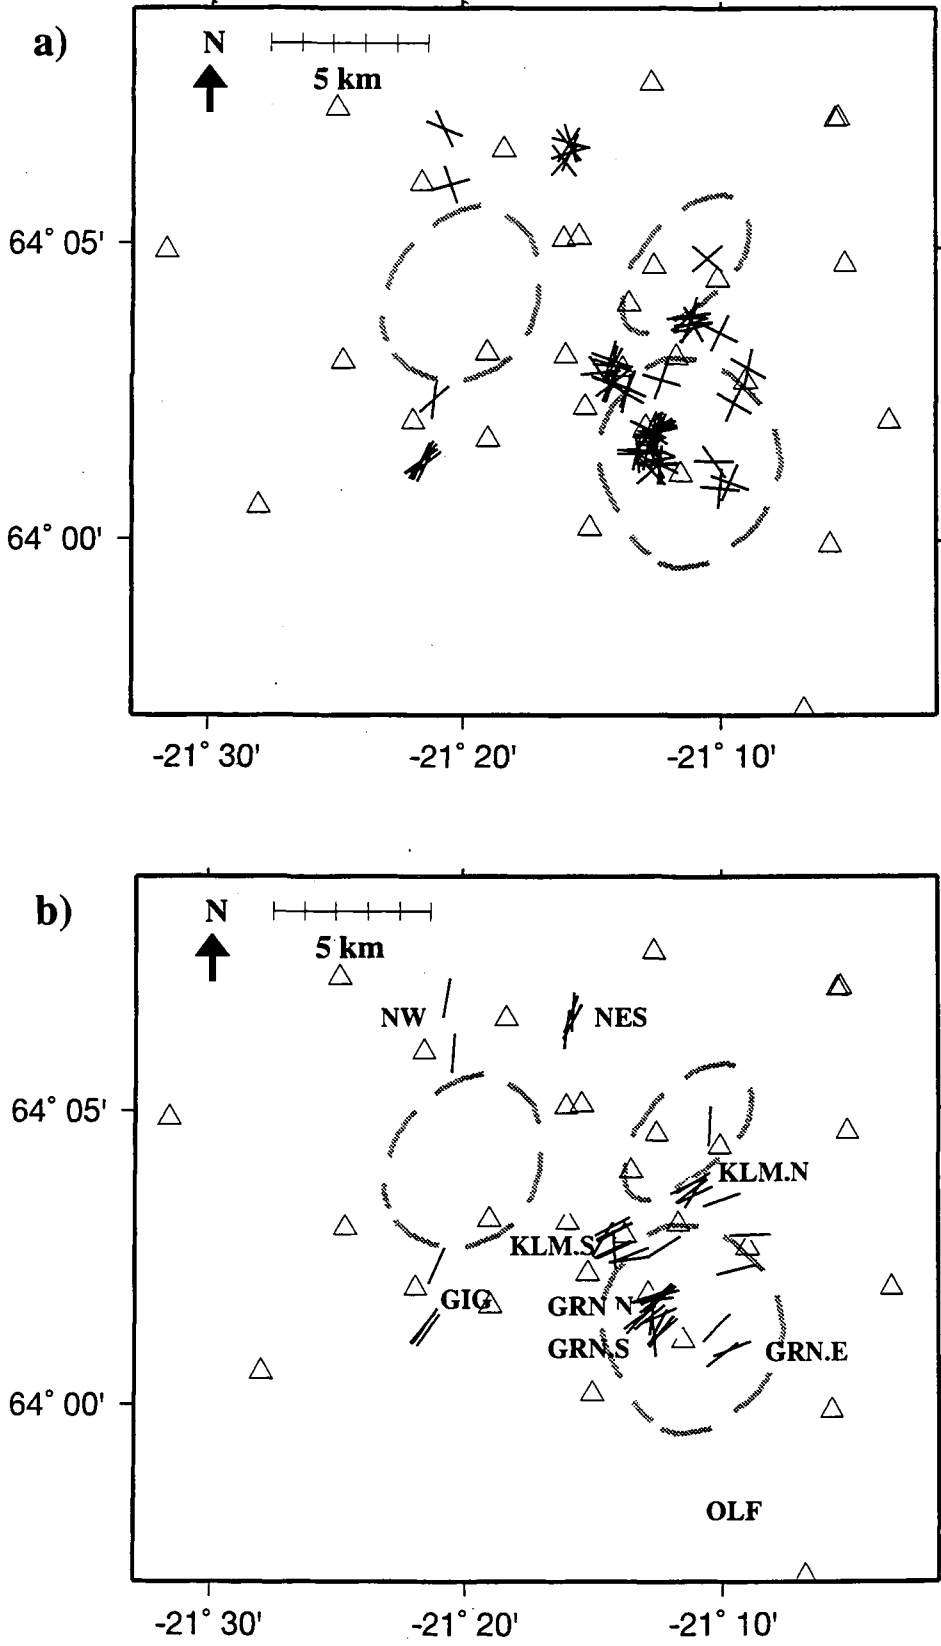 a)
N
5 km
64° 05'
64° 00'
-21° 30'
-21° 20'
-21° 10'
b)
N
5 km
NW
NES
64° 05'
KLM.N
KLM.S
GIG
GRN N
GRN.S
GRN.E
64° 00'
OLF
-21° 30'
-21° 20'
-21° 10'